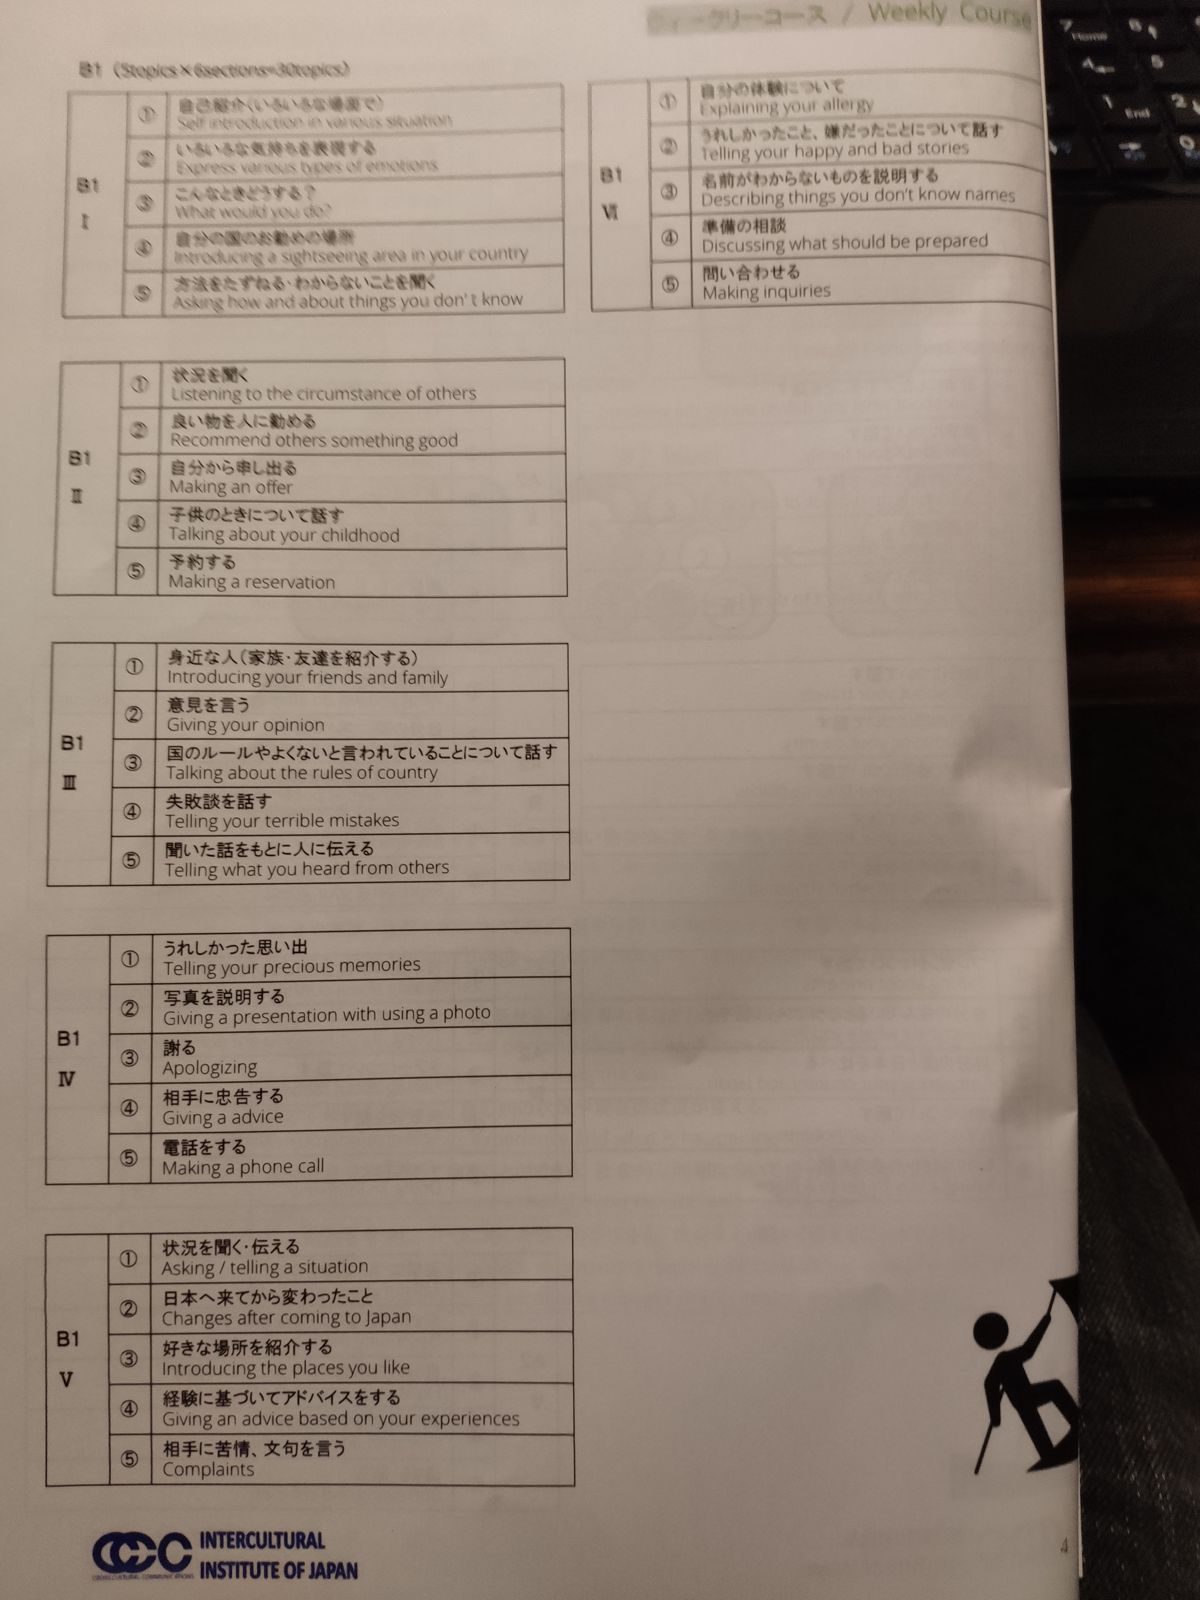 ウィークリーコース / Weekly Course
B1 (5topics×6sections=30topics)
B1
Ⅰ
① 自己紹介(いろいろな場面で)
Self introduction in various situation
② いろいろな気持ちを表現する
Express various types of emotions
③ こんなときどうする?
What would you do?
④ 自分の国のお勧めの場所
Introducing a sightseeing area in your country
⑤ 方法をたずねる・わからないことを聞く
Asking how and about things you don't know
B1
Ⅱ
① 状況を聞く
Listening to the circumstance of others
② 良い物を人に勧める
Recommend others something good
③ 自分から申し出る
Making an offer
④ 子供のときについて話す
Talking about your childhood
⑤ 予約する
Making a reservation
B1
Ⅲ
① 身近な人(家族・友達を紹介する)
Introducing your friends and family
② 意見を言う
Giving your opinion
③ 国のルールやよくないと言われていることについて話す
Talking about the rules of country
④ 失敗談を話す
Telling your terrible mistakes
⑤ 聞いた話をもとに人に伝える
Telling what you heard from others
B1
Ⅳ
① うれしかった思い出
Telling your precious memories
② 写真を説明する
Giving a presentation with using a photo
③ 謝る
Apologizing
④ 相手に忠告する
Giving a advice
⑤ 電話をする
Making a phone call
B1
Ⅴ
① 状況を聞く・伝える
Asking / telling a situation
② 日本へ来てから変わったこと
Changes after coming to Japan
③ 好きな場所を紹介する
Introducing the places you like
④ 経験に基づいてアドバイスをする
Giving an advice based on your experiences
⑤ 相手に苦情、文句を言う
Complaints
B1
Ⅵ
① 自分の体験について
Explaining your allergy
② うれしかったこと、嫌だったことについて話す
Telling your happy and bad stories
③ 名前がわからないものを説明する
Describing things you don't know names
④ 準備の相談
Discussing what should be prepared
⑤ 問い合わせる
Making inquiries
CCC
INTERCULTURAL
INSTITUTE OF JAPAN
4
7
Home
4
1
End